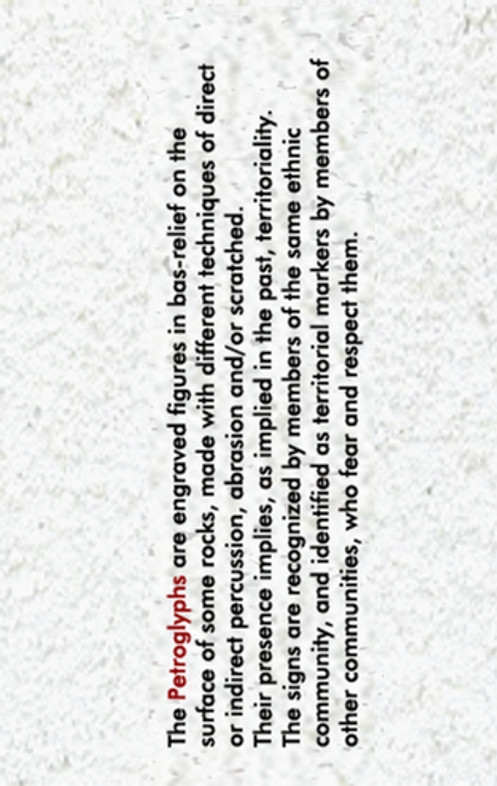 The Petroglyphs are engraved figures in bas-relief on the
surface of some rocks, made with different techniques of direct
or indirect percussion, abrasion and/or scratched.
Their presence implies, as implied in the past, territoriality.
The signs are recognized by members of the same ethnic
community, and identified as territorial markers by members of
other communities, who fear and respect them.